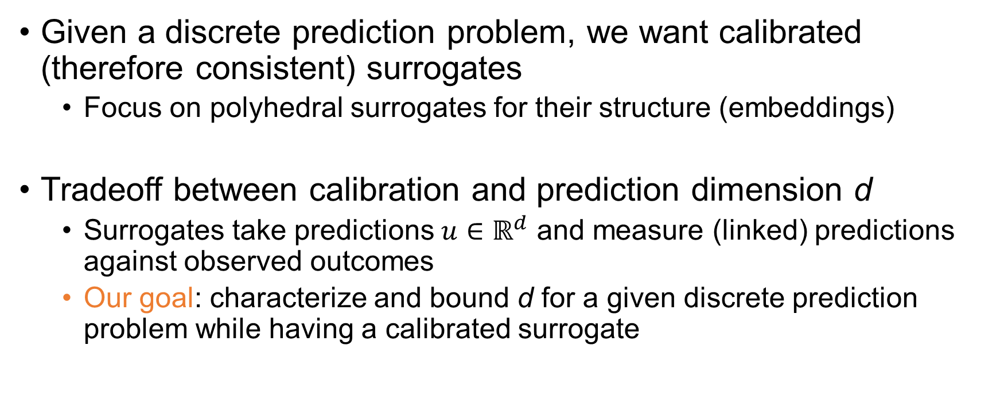 • Given a discrete prediction problem, we want calibrated
(therefore consistent) surrogates
• Focus on polyhedral surrogates for their structure (embeddings)
• Tradeoff between calibration and prediction dimension d
• Surrogates take predictions 𝑢 ∈ ℝ^𝑑 and measure (linked) predictions
against observed outcomes
• Our goal: characterize and bound d for a given discrete prediction
problem while having a calibrated surrogate